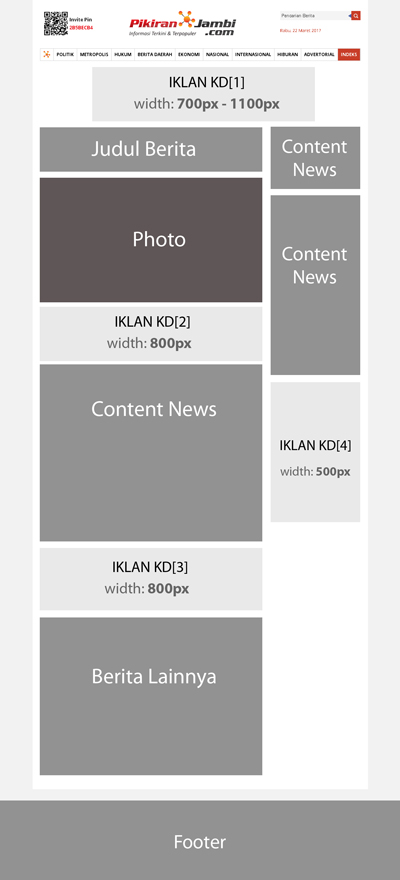 Invite Pin
2B5BECB4
PikiranJambi
.com
Informasi Terkini & Terpopuler
Pencarian Berita
Rabu, 22 Maret 2017
POLITIK METROPOLIS HUKUM BERITA DAERAH EKONOMI NASIONAL INTERNASIONAL HIBURAN ADVERTORIAL INDEKS
IKLAN KD[1]
width: 700px - 1100px
Judul Berita
Content
News
Photo
Content
News
IKLAN KD[2]
width: 800px
Content News
IKLAN KD[4]
width: 500px
IKLAN KD[3]
width: 800px
Berita Lainnya
Footer